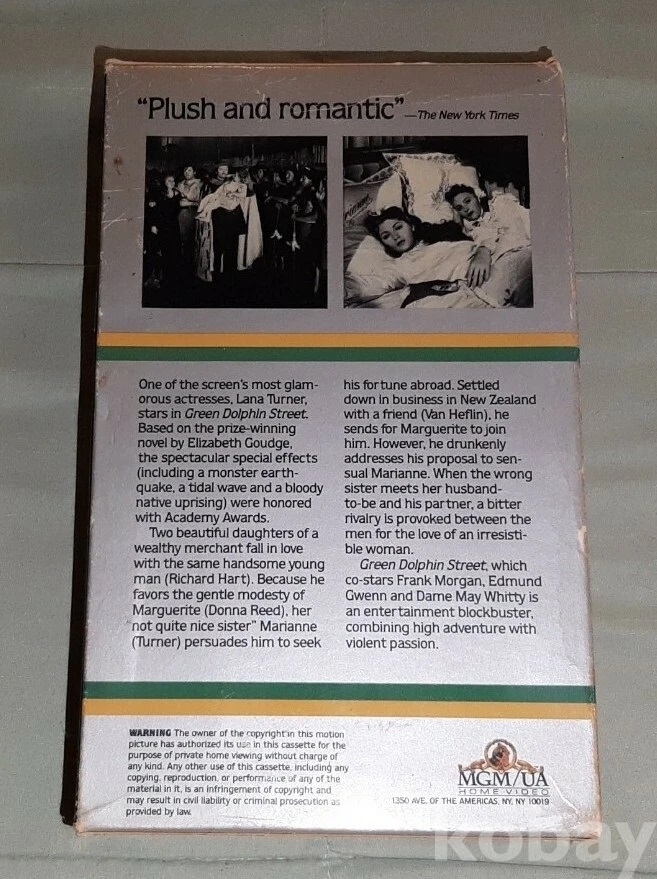 “Plush and romantic” —The New York Times
One of the screen's most glam-
orous actresses, Lana Turner,
stars in Green Dolphin Street.
Based on the prize-winning
novel by Elizabeth Goudge,
the spectacular special effects
(including a monster earth-
quake, a tidal wave and a bloody
native uprising) were honored
with Academy Awards.
Two beautiful daughters of a
wealthy merchant fall in love
with the same handsome young
man (Richard Hart). Because he
favors the gentle modesty of
Marguerite (Donna Reed), her
"not quite nice sister" Marianne
(Turner) persuades him to seek
his fortune abroad. Settled
down in business in New Zealand
with a friend (Van Heflin), he
sends for Marguerite to join
him. However, he drunkenly
addresses his proposal to sen-
sual Marianne. When the wrong
sister meets her husband-
to-be and his partner, a bitter
rivalry is provoked between the
men for the love of an irresisti-
ble woman.
Green Dolphin Street, which
co-stars Frank Morgan, Edmund
Gwenn and Dame May Whitty is
an entertainment blockbuster,
combining high adventure with
violent passion.
WARNING The owner of the copyright in this motion
picture has authorized its use in this cassette for the
purpose of private home viewing without charge of
any kind. Any other use of this cassette, including any
copying, reproduction, or performance of any of the
material in it, is an infringement of copyright and
may result in civil liability or criminal prosecution as
provided by law.
MGM/UA
HOME VIDEO
1350 AVE. OF THE AMERICAS, NY, NY 10019
kobay